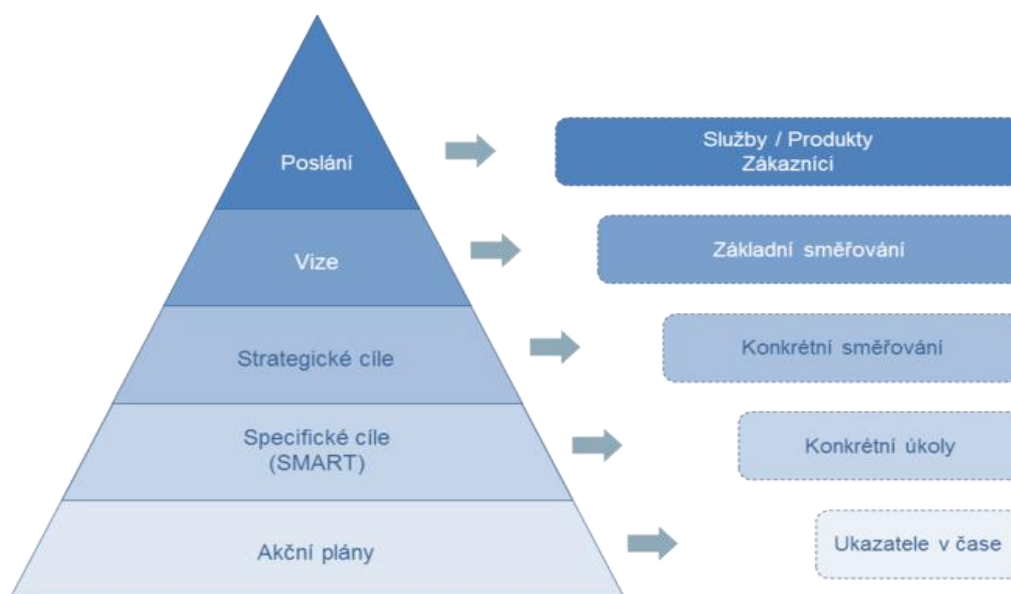 Poslání
Služby / Produkty
Zákazníci
Vize
Základní směřování
Strategické cíle
Konkrétní směřování
Specifické cíle
(SMART)
Konkrétní úkoly
Akční plány
Ukazatele v čase